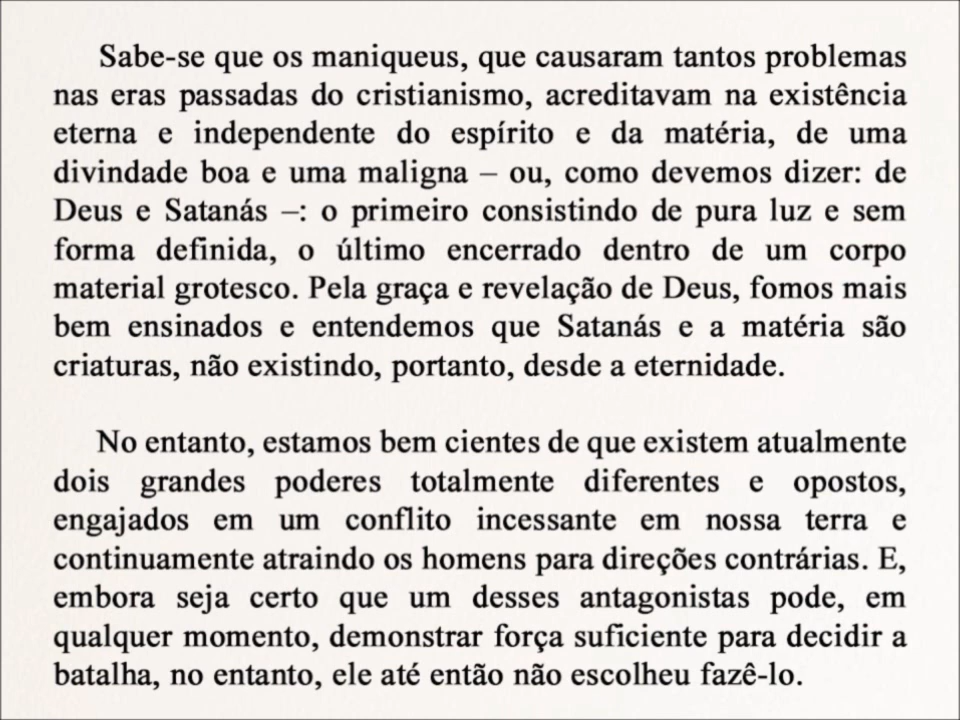 Sabe-se que os maniqueus, que causaram tantos problemas
nas eras passadas do cristianismo, acreditavam na existência
eterna e independente do espírito e da matéria, de uma
divindade boa e uma maligna – ou, como devemos dizer: de
Deus e Satanás –: o primeiro consistindo de pura luz e sem
forma definida, o último encerrado dentro de um corpo
material grotesco. Pela graça e revelação de Deus, fomos mais
bem ensinados e entendemos que Satanás e a matéria são
criaturas, não existindo, portanto, desde a eternidade.
No entanto, estamos bem cientes de que existem atualmente
dois grandes poderes totalmente diferentes e opostos,
engajados em um conflito incessante em nossa terra e
continuamente atraindo os homens para direções contrárias. E,
embora seja certo que um desses antagonistas pode, em
qualquer momento, demonstrar força suficiente para decidir a
batalha, no entanto, ele até então não escolheu fazê-lo.